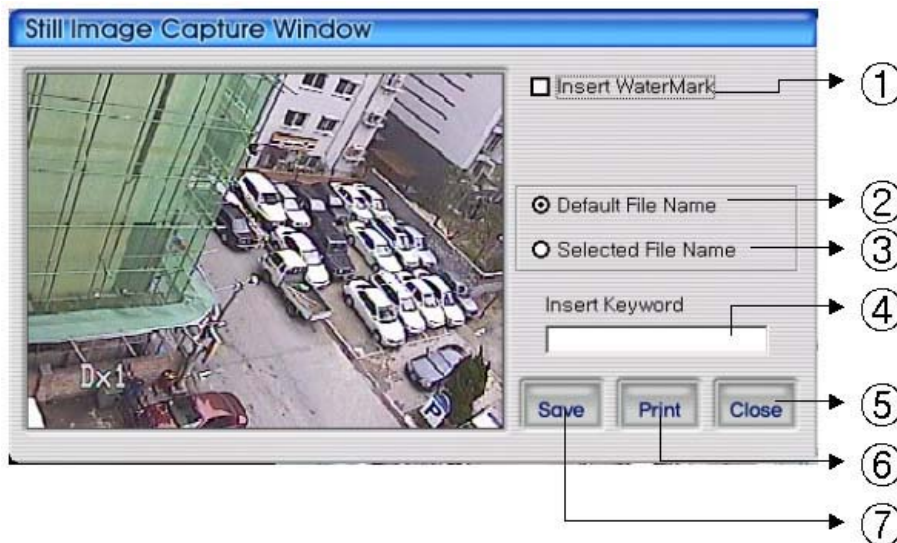 Still Image Capture Window
Insert WaterMark
①
Default File Name
②
Selected File Name
③
Insert Keyword
④
Dx1
P
Save
Print
Close
⑤
⑥
⑦